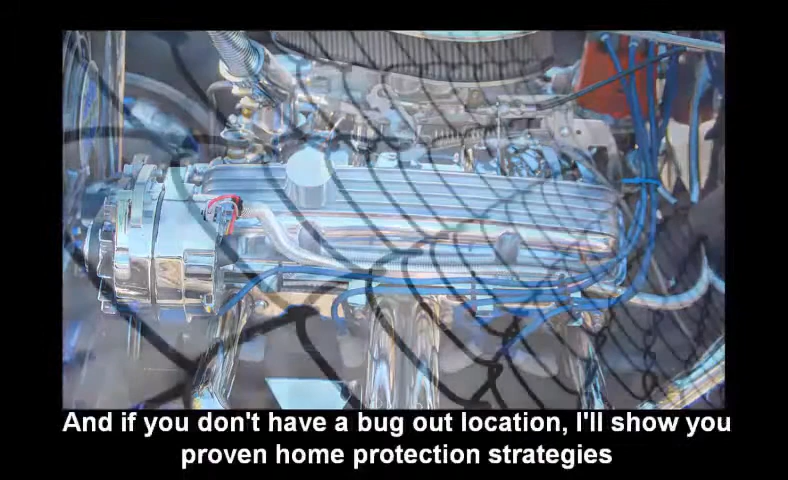 And if you don't have a bug out location, I'll show you
proven home protection strategies